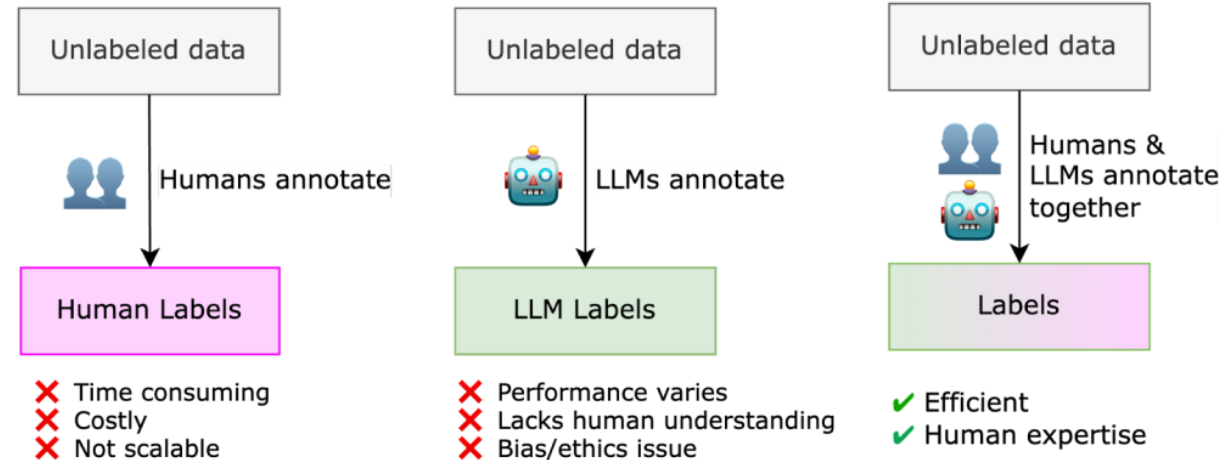 Unlabeled data
Humans annotate
Human Labels
❌ Time consuming
❌ Costly
❌ Not scalable
Unlabeled data
LLMs annotate
LLM Labels
❌ Performance varies
❌ Lacks human understanding
❌ Bias/ethics issue
Unlabeled data
Humans &
LLMs annotate
together
Labels
✔ Efficient
✔ Human expertise